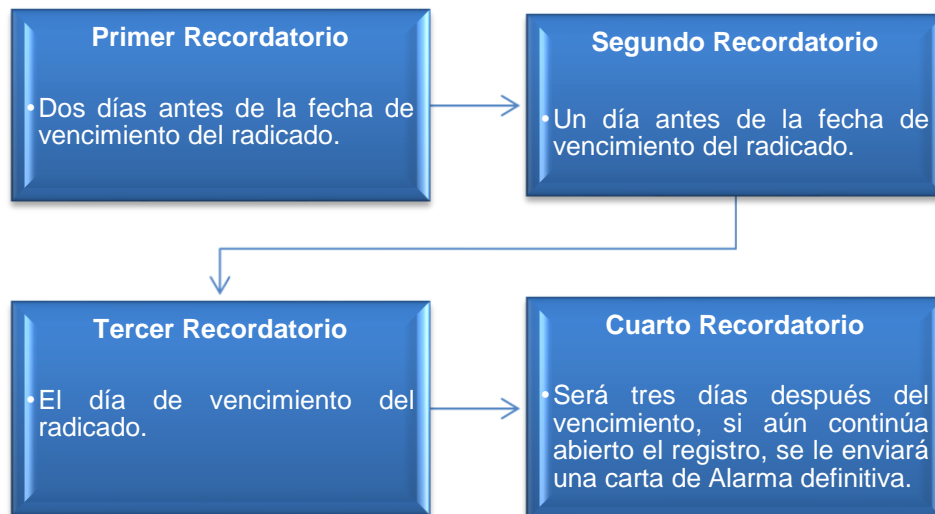 Primer Recordatorio
•Dos días antes de la fecha de
vencimiento del radicado.
Segundo Recordatorio
•Un día antes de la fecha de
vencimiento del radicado.
Tercer Recordatorio
•El día de vencimiento del
radicado.
Cuarto Recordatorio
•Será tres días después del
vencimiento, si aún continúa
abierto el registro, se le enviará
una carta de Alarma definitiva.